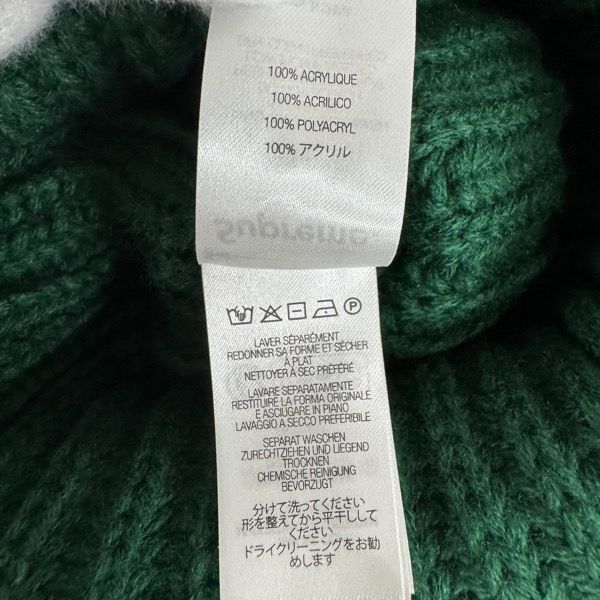 100% ACRYLIQUE
100% ACRILICO
100% POLYACRYL
100% アクリル
Supreme
LAVER SÉPARÉMENT
REDONNER SA FORME ET SÉCHER
À PLAT
NETTOYER À SEC PRÉFÉRÉ
LAVARE SEPARATAMENTE
RESTITUIRE LA FORMA ORIGINALE
E ASCIUGARE IN PIANO
LAVAGGIO A SECCO PREFERIBILE
SEPARAT WASCHEN
ZURECHTZIEHEN UND LIEGEND
TROCKNEN
CHEMISCHE REINIGUNG
BEVORZUGT
分けて洗ってください
形を整えてから平干ししてく
ださい
ドライクリーニングをお勧
めします